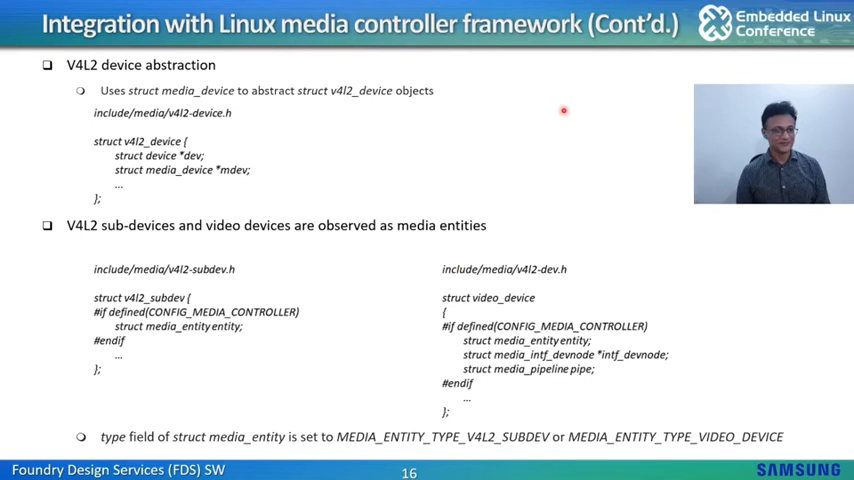 Integration with Linux media controller framework (Cont'd.)
Embedded Linux
Conference
V4L2 device abstraction
Uses struct media_device to abstract struct v4l2_device objects
include/media/v4l2-device.h
struct v4l2_device {
struct device *dev;
struct media_device *mdev;
...
};
V4L2 sub-devices and video devices are observed as media entities
include/media/v4l2-subdev.h
struct v4l2_subdev {
#if defined(CONFIG_MEDIA_CONTROLLER)
struct media_entity entity;
#endif
...
};
include/media/v4l2-dev.h
struct video_device
{
#if defined(CONFIG_MEDIA_CONTROLLER)
struct media_entity entity;
struct media_intf_devnode *intf_devnode;
struct media_pipeline pipe;
#endif
...
};
type field of struct media_entity is set to MEDIA_ENTITY_TYPE_V4L2_SUBDEV or MEDIA_ENTITY_TYPE_VIDEO_DEVICE
Foundry Design Services (FDS) SW
16
SAMSUNG